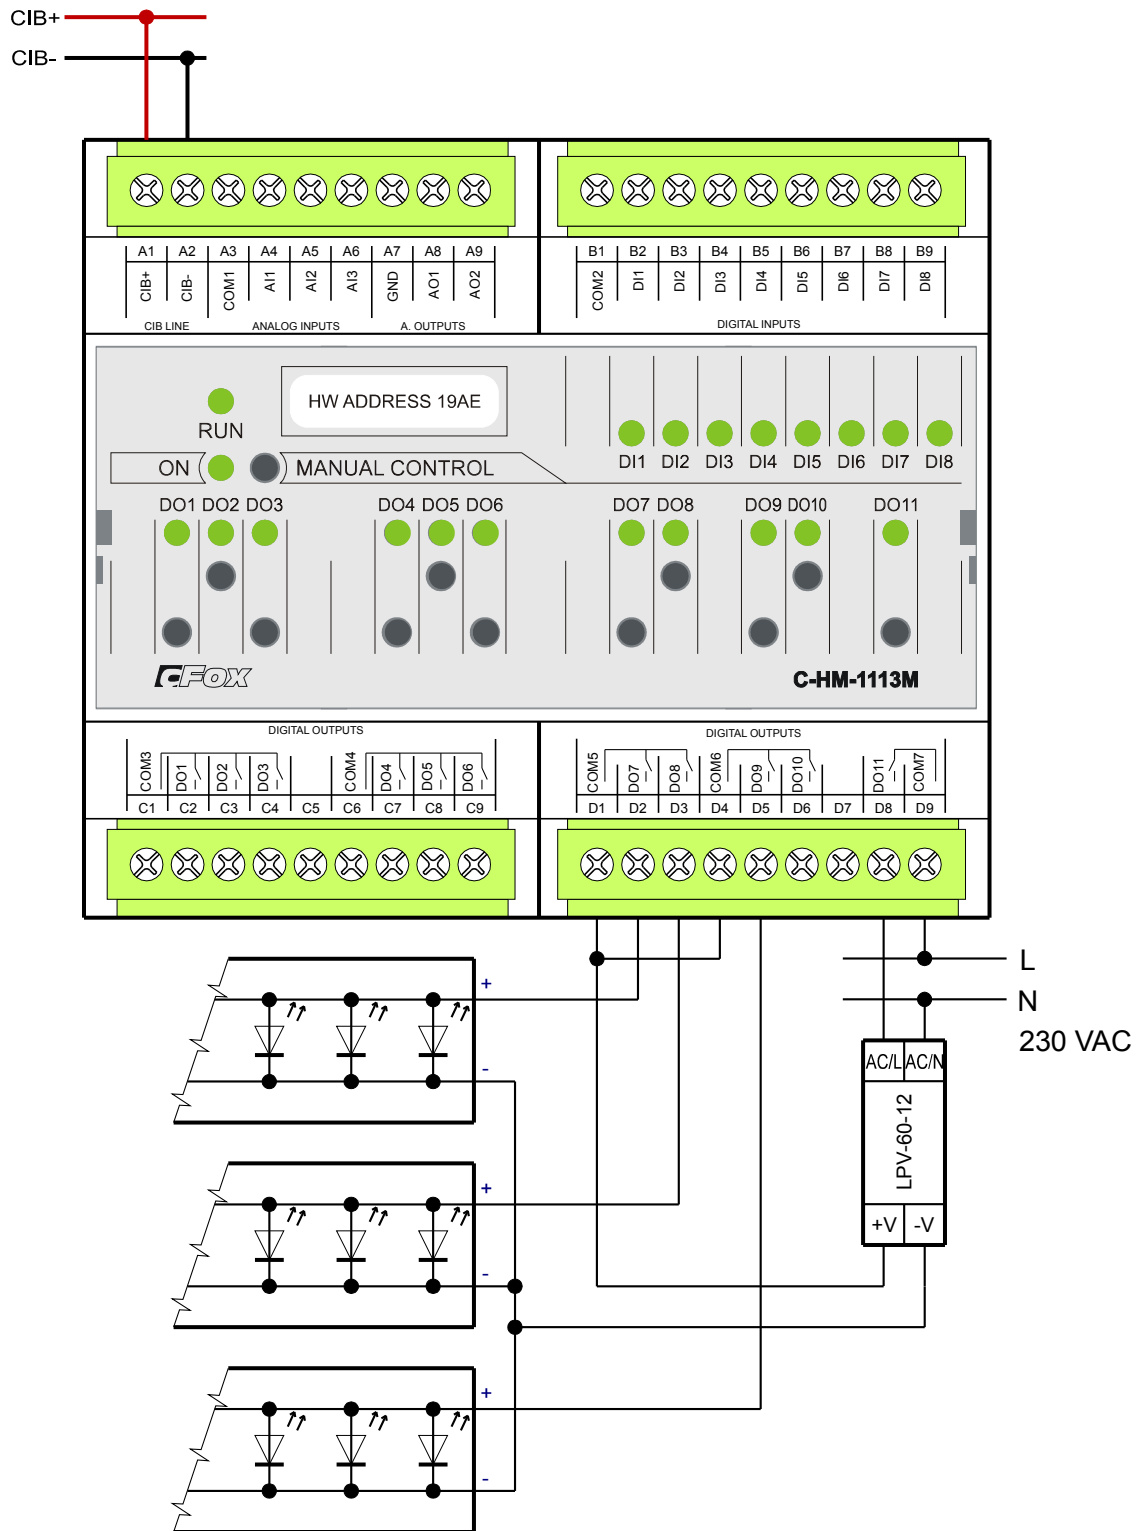 CIB+
CIB-
A1 A2 A3 A4 A5 A6 A7 A8 A9
CIB+ CIB- COM1 AI1 AI2 AI3 GND AO1 AO2
CIB LINE ANALOG INPUTS A. OUTPUTS
B1 B2 B3 B4 B5 B6 B7 B8 B9
COM2 DI1 DI2 DI3 DI4 DI5 DI6 DI7 DI8
DIGITAL INPUTS
HW ADDRESS 19AE
RUN
ON MANUAL CONTROL
DI1 DI2 DI3 DI4 DI5 DI6 DI7 DI8
DO1 DO2 DO3 DO4 DO5 DO6 DO7 DO8 DO9 DO10 DO11
CFOX
C-HM-1113M
DIGITAL OUTPUTS
COM3 DO1 DO2 DO3 COM4 DO4 DO5 DO6
C1 C2 C3 C4 C5 C6 C7 C8 C9
DIGITAL OUTPUTS
COM5 DO7 DO8 COM6 DO9 DO10 DO11 COM7
D1 D2 D3 D4 D5 D6 D7 D8 D9
L
N
230 VAC
AC/L AC/N
LPV-60-12
+V -V
+
-
+
-
+
-